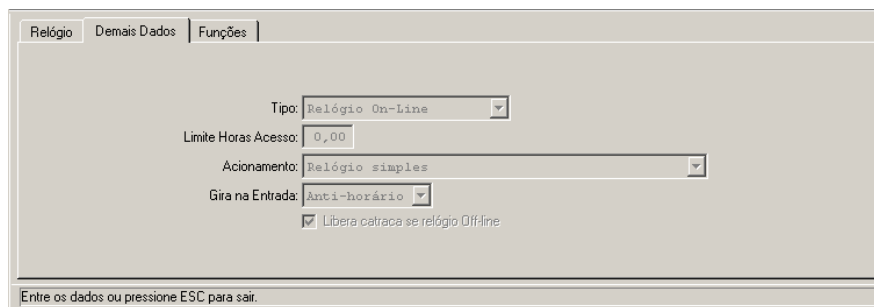 Relógio Demais Dados Funções
Tipo: Relógio On-Line
Limite Horas Acesso: 0,00
Acionamento: Relógio simples
Gira na Entrada: Anti-horário
Libera catraca se relógio Off-line
Entre os dados ou pressione ESC para sair.